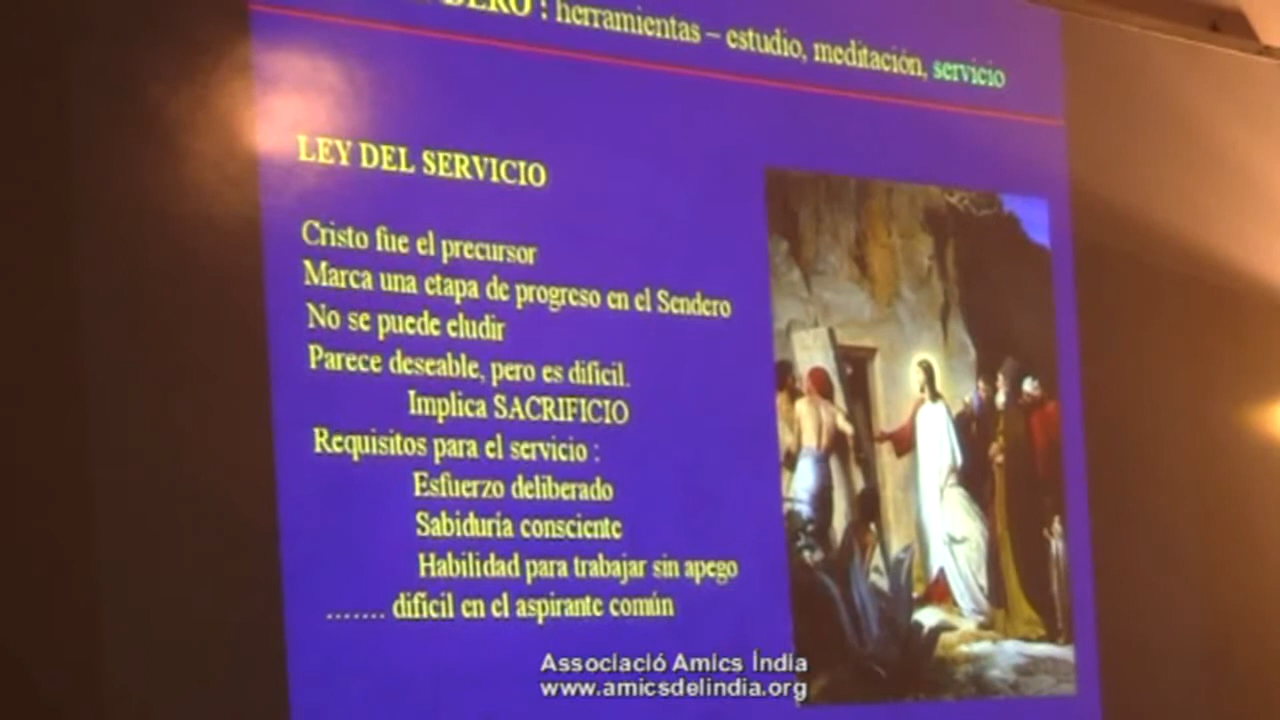 DERO : herramientas – estudio, meditación, servicio
LEY DEL SERVICIO
Cristo fue el precursor
Marca una etapa de progreso en el Sendero
No se puede eludir
Parece deseable, pero es difícil.
Implica SACRIFICIO
Requisitos para el servicio :
Esfuerzo deliberado
Sabiduría consciente
Habilidad para trabajar sin apego
....... difícil en el aspirante común
Associació Amics Índia
www.amicsdelindia.org